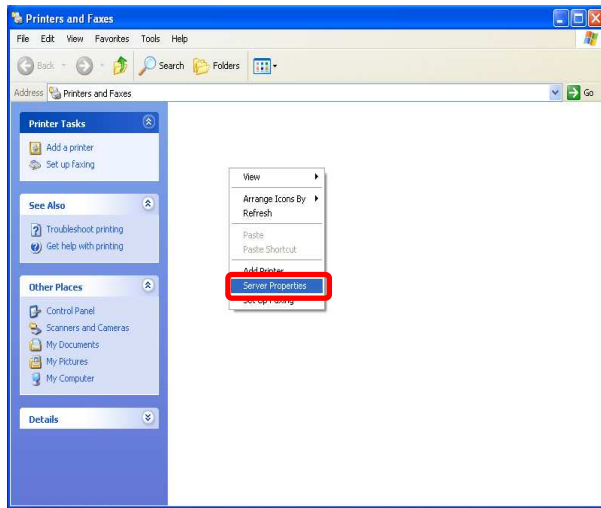 Printers and Faxes
File Edit View Favorites Tools Help
Back Search Folders
Address Printers and Faxes Go
Printer Tasks
Add a printer
Set up faxing
See Also
Troubleshoot printing
Get help with printing
Other Places
Control Panel
Scanners and Cameras
My Documents
My Pictures
My Computer
Details
View
Arrange Icons By
Refresh
Paste
Paste Shortcut
Add Printer
Server Properties
Set Up Faxing